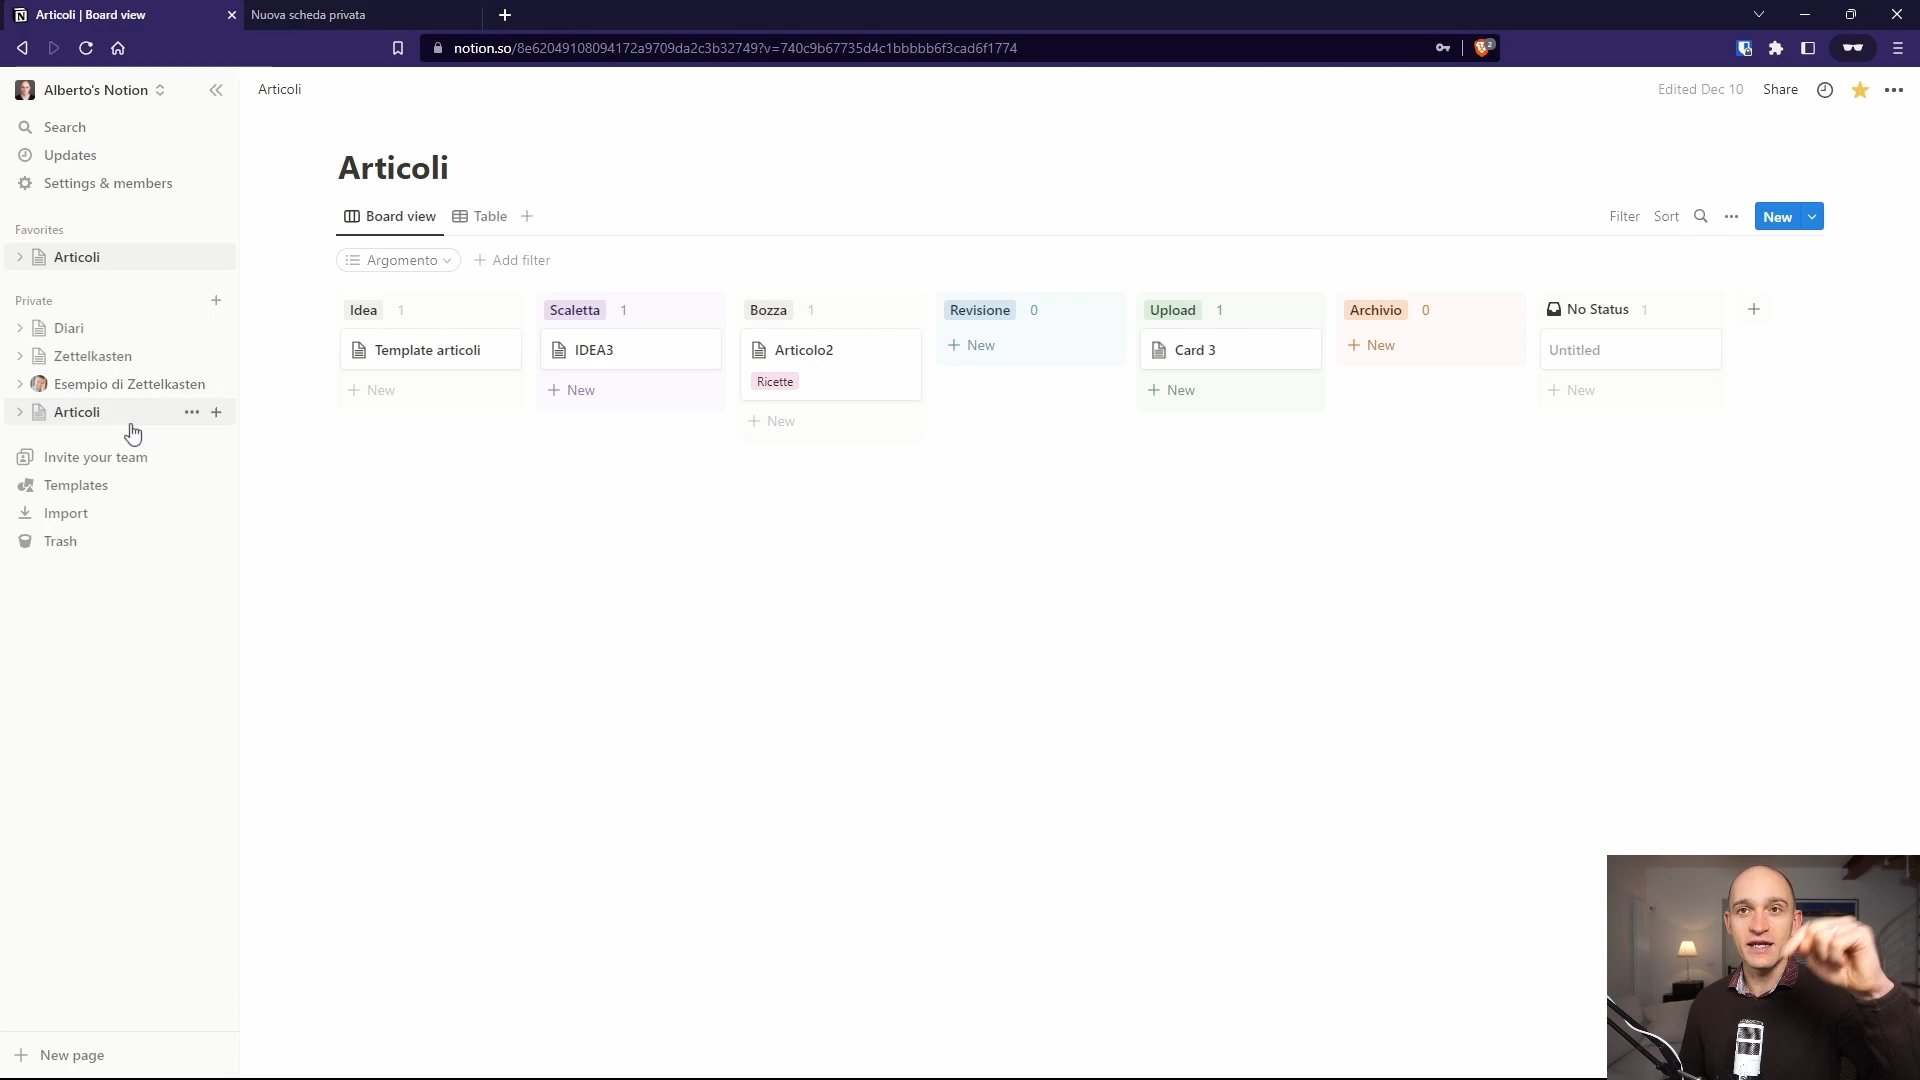 Articoli | Board view
Nuova scheda privata
notion.so/8e62049108094172a9709da2c3b32749?v=740c9b67735d4c1bbbbb6f3cad6f1774
2
Alberto's Notion
Articoli
Edited Dec 10
Share
Search
Updates
Settings & members
Favorites
Articoli
Private
Diari
Zettelkasten
Esempio di Zettelkasten
Articoli
Invite your team
Templates
Import
Trash
New page
Articoli
Board view
Table
Filter
Sort
New
Argomento
Add filter
Idea 1
Template articoli
New
Scaletta 1
IDEA3
New
Bozza 1
Articolo2
Ricette
New
Revisione 0
New
Upload 1
Card 3
New
Archivio 0
New
No Status 1
Untitled
New